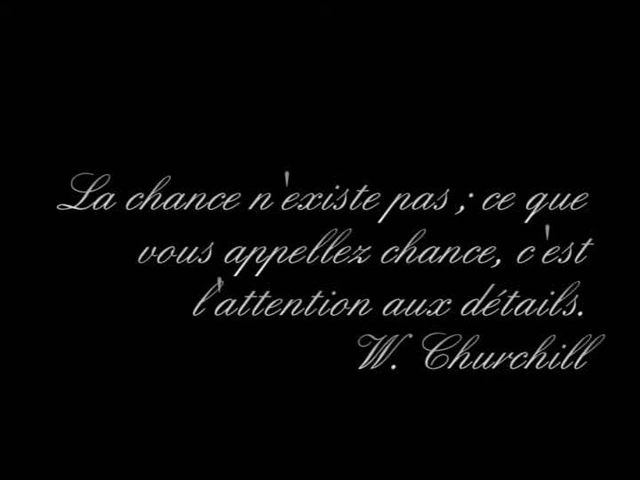 La chance n'existe pas ; ce que
vous appellez chance, c'est
l'attention aux détails.
W. Churchill